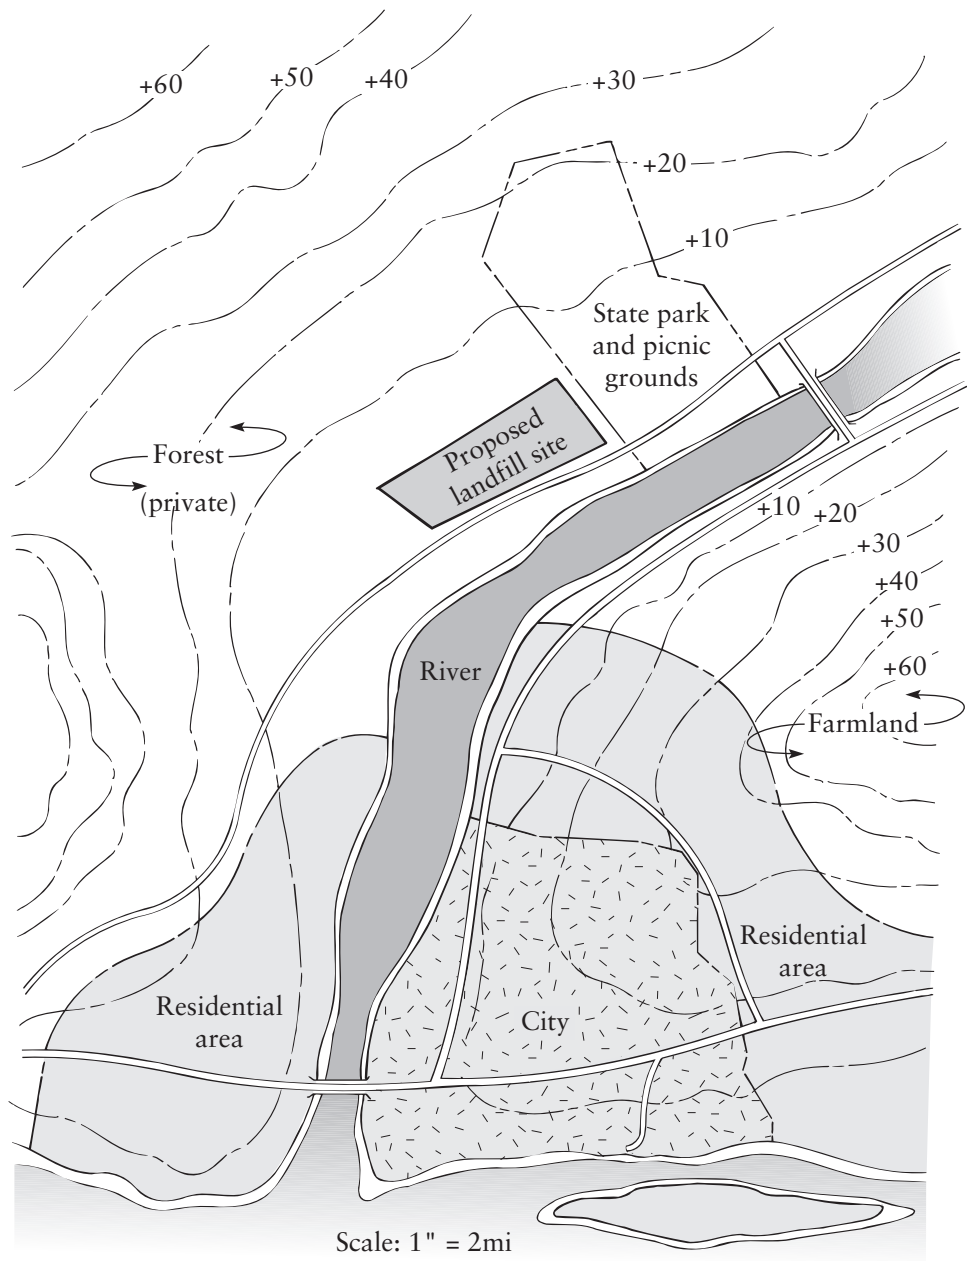 +60
+50
+40
+30
+20
+10
State park
and picnic
grounds
Proposed
landfill site
Forest
(private)
+10
+20
+30
+40
+50
+60
River
Farmland
Residential
area
Residential
area
City
Scale: 1" = 2mi